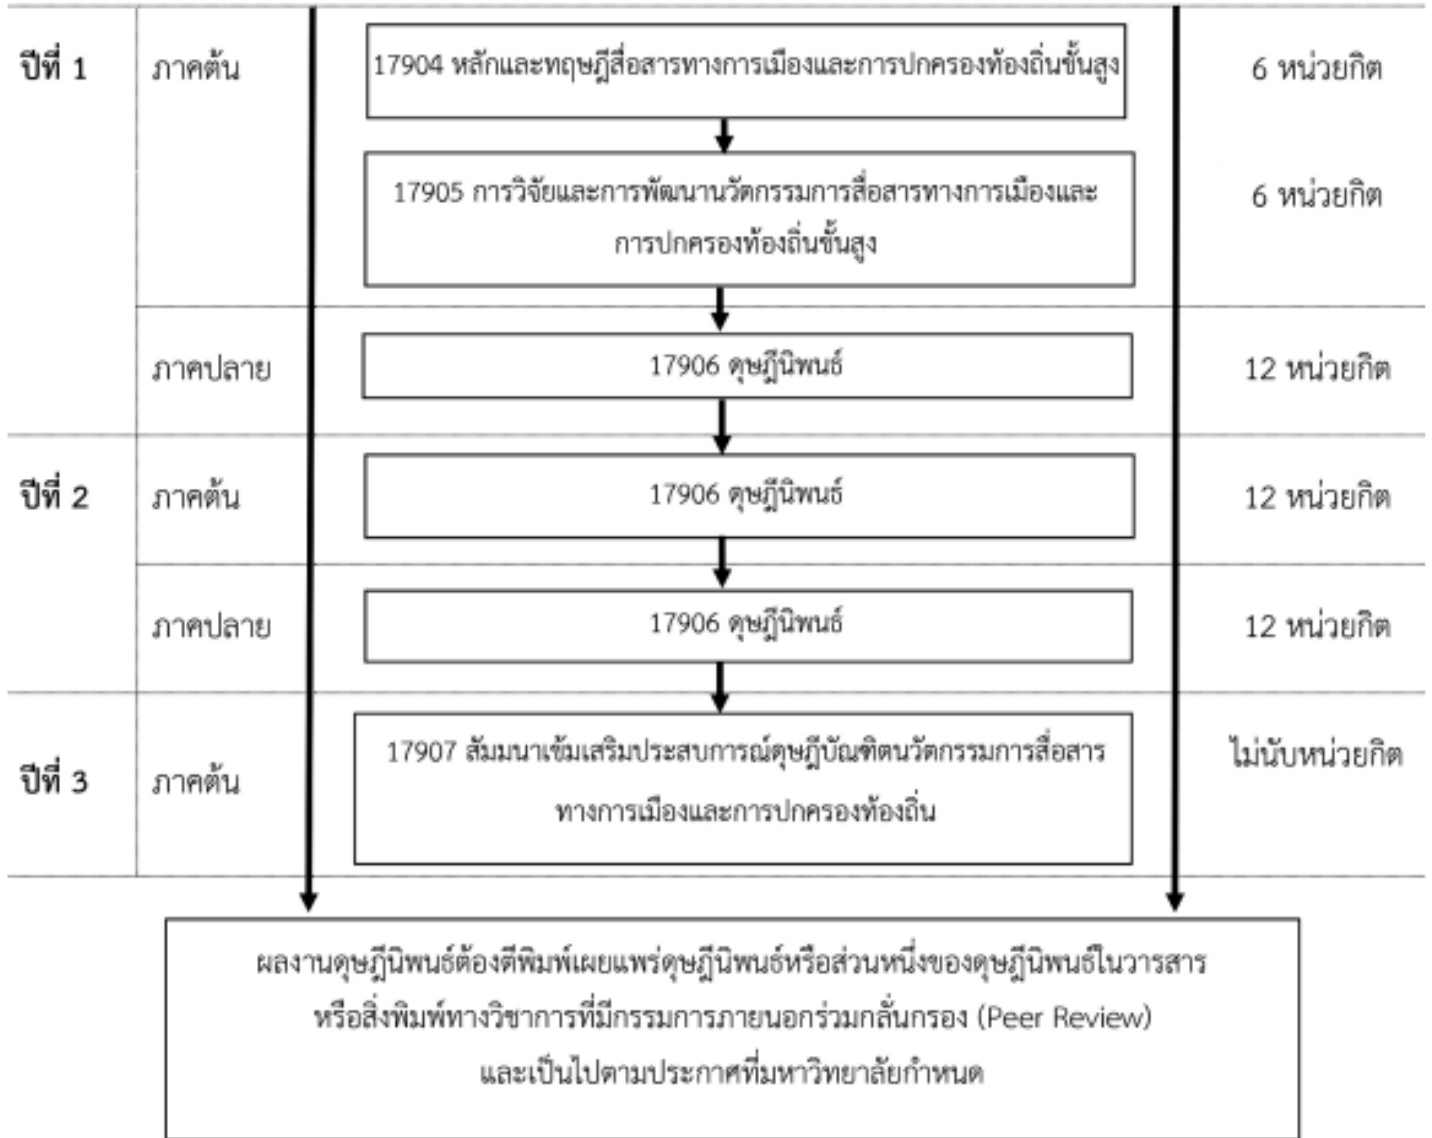 ปีที่ 1 ภาคต้น 17904 หลักและทฤษฎีสื่อสารทางการเมืองและการปกครองท้องถิ่นขั้นสูง 6 หน่วยกิต
17905 การวิจัยและการพัฒนานวัตกรรมการสื่อสารทางการเมืองและ 6 หน่วยกิต
การปกครองท้องถิ่นขั้นสูง
ภาคปลาย 17906 ดุษฎีนิพนธ์ 12 หน่วยกิต
ปีที่ 2 ภาคต้น 17906 ดุษฎีนิพนธ์ 12 หน่วยกิต
ภาคปลาย 17906 ดุษฎีนิพนธ์ 12 หน่วยกิต
ปีที่ 3 ภาคต้น 17907 สัมมนาเข้มเสริมประสบการณ์ดุษฎีบัณฑิตนวัตกรรมการสื่อสาร ไม่นับหน่วยกิต
ทางการเมืองและการปกครองท้องถิ่น
ผลงานดุษฎีนิพนธ์ต้องตีพิมพ์เผยแพร่ดุษฎีนิพนธ์หรือส่วนหนึ่งของดุษฎีนิพนธ์ในวารสาร
หรือสิ่งพิมพ์ทางวิชาการที่มีกรรมการภายนอกร่วมกลั่นกรอง (Peer Review)
และเป็นไปตามประกาศที่มหาวิทยาลัยกำหนด